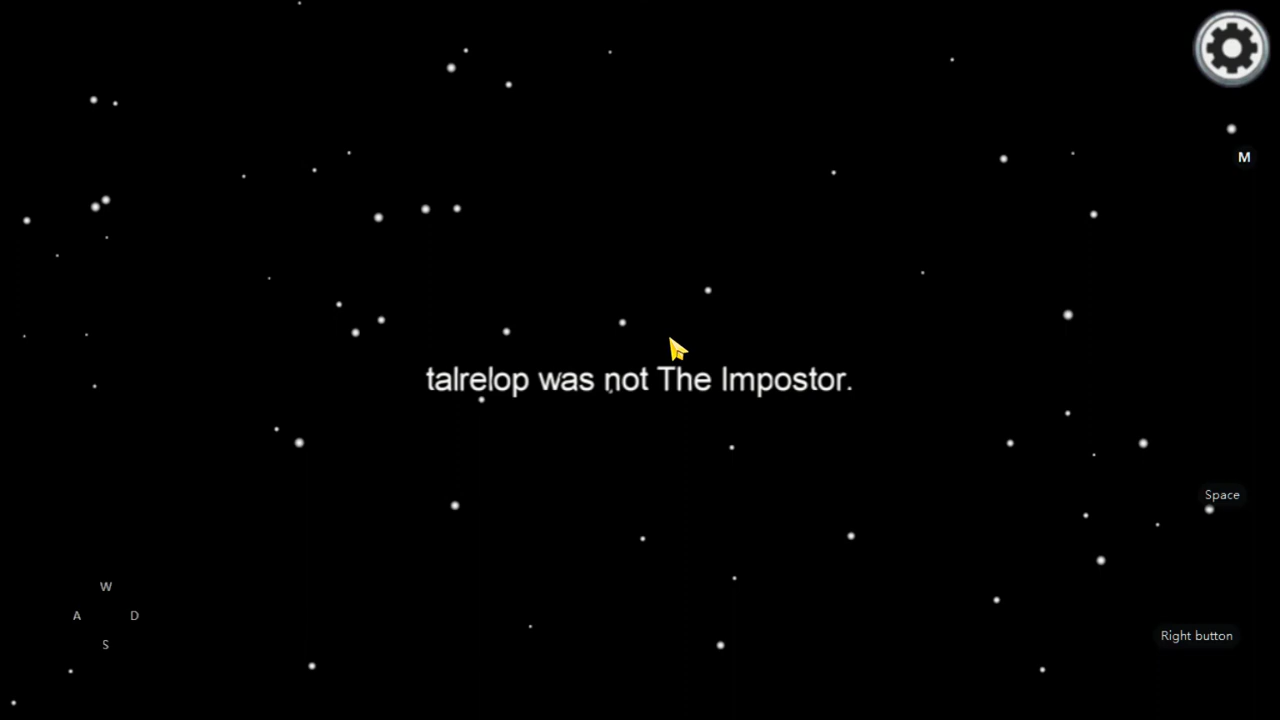 M
talrelop was not The Impostor.
Space
W
A D
S
Right button